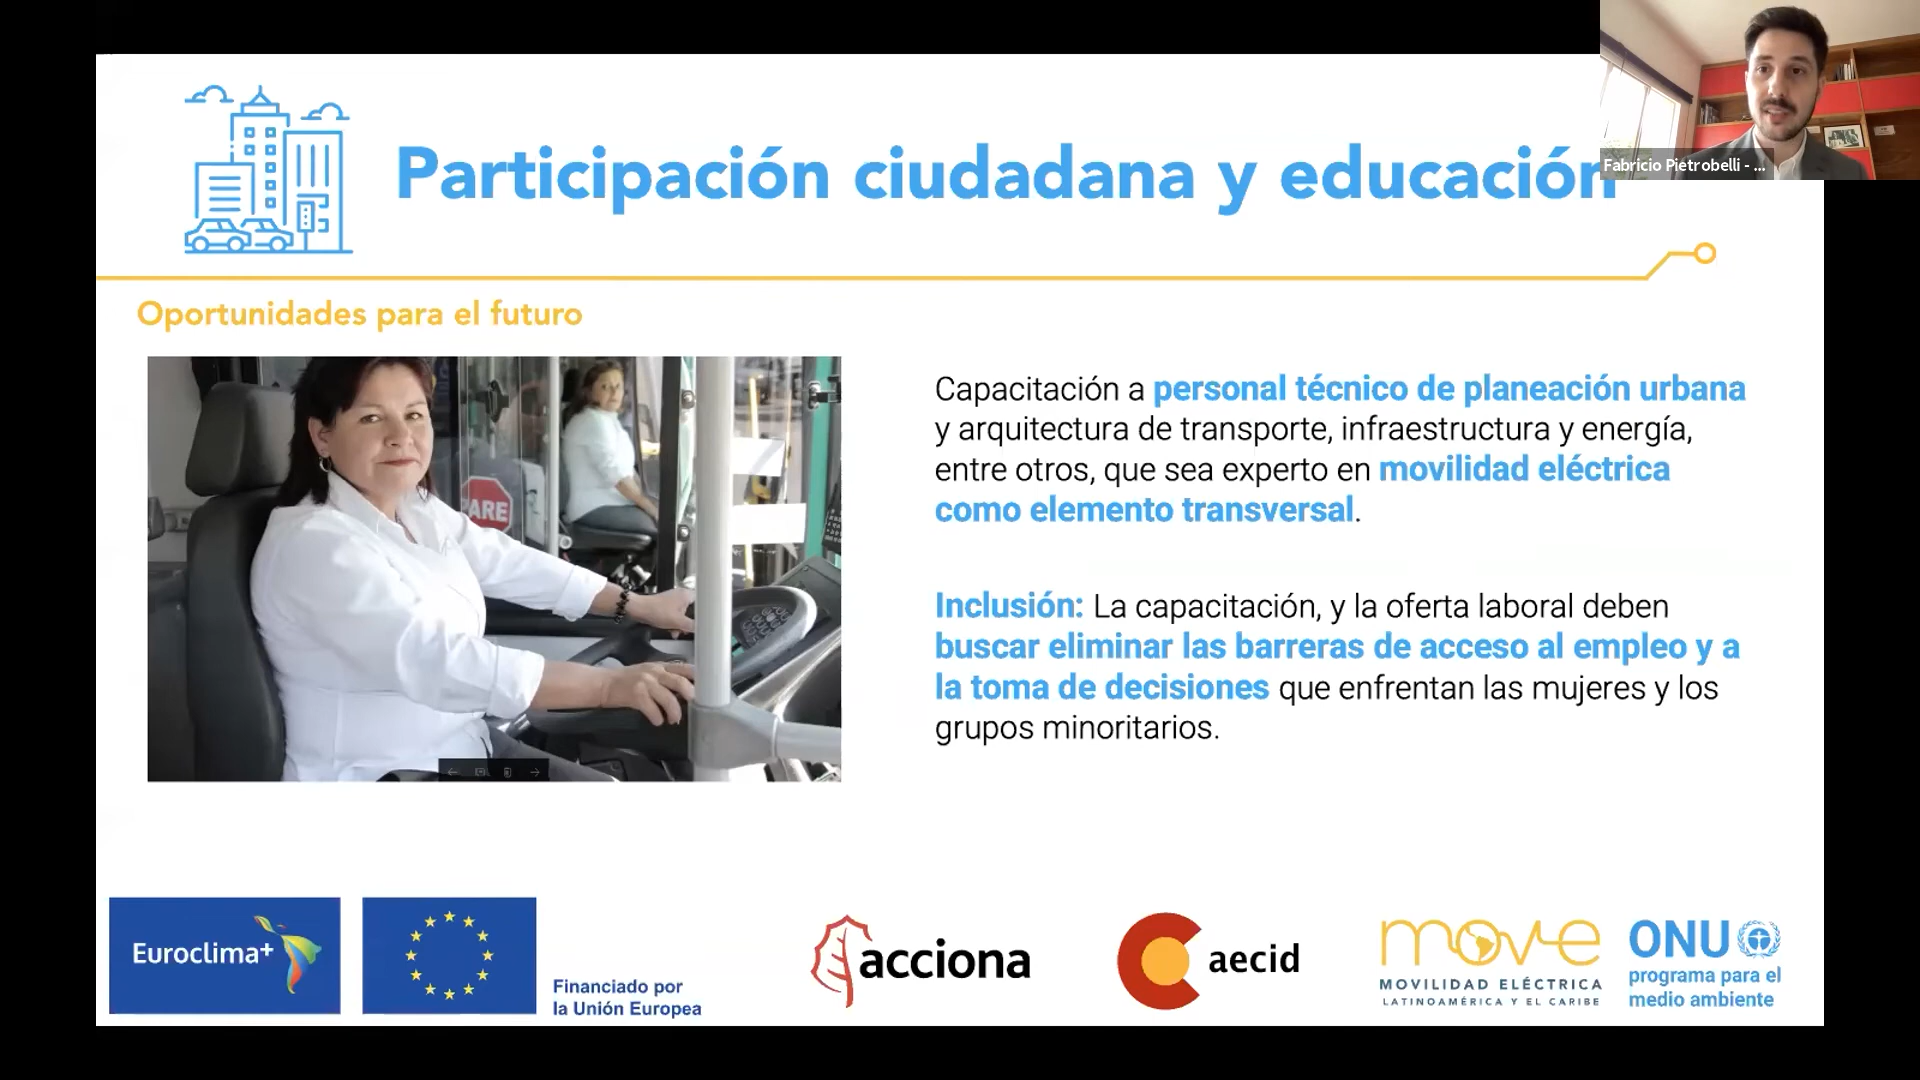 Participación ciudadana y educación
Fabricio Pietrobelli - ...
Oportunidades para el futuro
PARE
Capacitación a personal técnico de planeación urbana
y arquitectura de transporte, infraestructura y energía,
entre otros, que sea experto en movilidad eléctrica
como elemento transversal.
Inclusión: La capacitación, y la oferta laboral deben
buscar eliminar las barreras de acceso al empleo y a
la toma de decisiones que enfrentan las mujeres y los
grupos minoritarios.
Euroclima+
Financiado por
la Unión Europea
acciona
aecid
move
MOVILIDAD ELÉCTRICA
LATINOAMÉRICA Y EL CARIBE
ONU
programa para el
medio ambiente